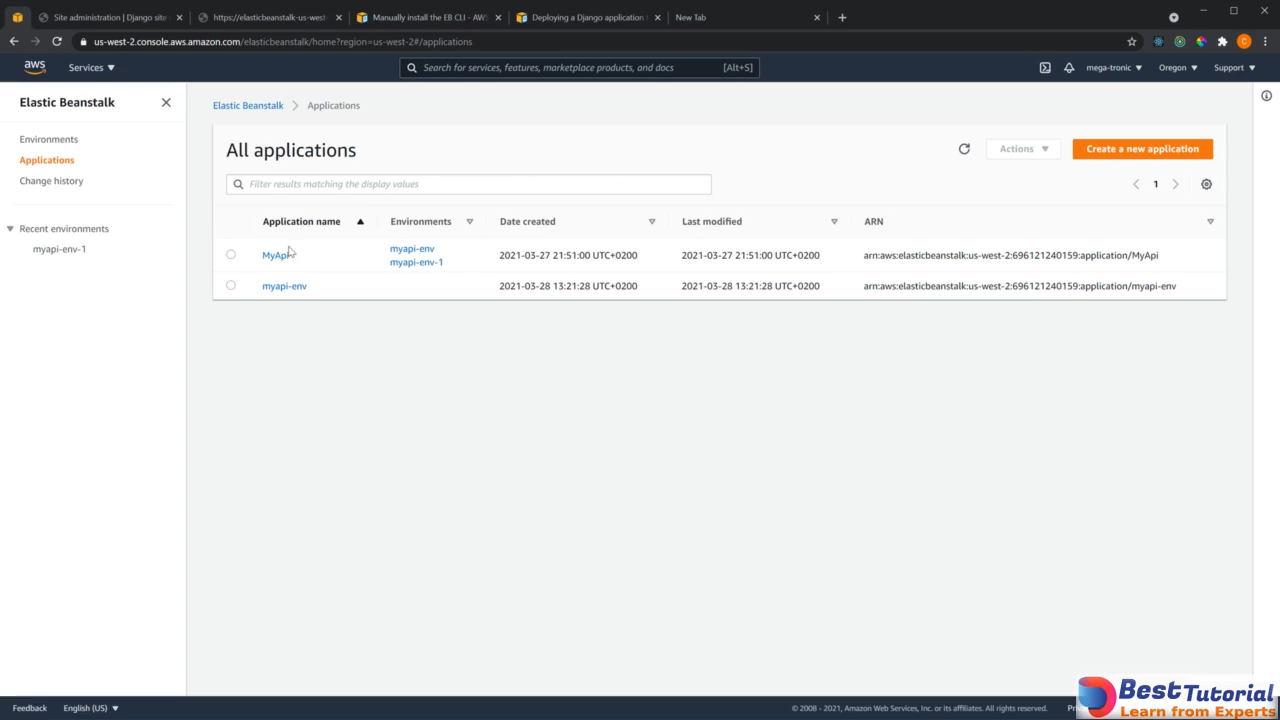 Site administration | Django site
https://elasticbeanstalk-us-west-
Manually install the EB CLI - AWS
Deploying a Django application t
New Tab
us-west-2.console.aws.amazon.com/elasticbeanstalk/home?region=us-west-2#/applications
C
aws
Services
Search for services, features, marketplace products, and docs
[Alt+S]
mega-tronic
Oregon
Support
Elastic Beanstalk
Environments
Applications
Change history
Recent environments
myapi-env-1
Elastic Beanstalk > Applications
All applications
Actions
Create a new application
Filter results matching the display values
1
Application name Environments Date created Last modified ARN
MyApi myapi-env 2021-03-27 21:51:00 UTC+0200 2021-03-27 21:51:00 UTC+0200 arn:aws:elasticbeanstalk:us-west-2:696121240159:application/MyApi
myapi-env-1
myapi-env 2021-03-28 13:21:28 UTC+0200 2021-03-28 13:21:28 UTC+0200 arn:aws:elasticbeanstalk:us-west-2:696121240159:application/myapi-env
Feedback English (US)
© 2008 - 2021, Amazon Web Services, Inc. or its affiliates. All rights reserved.
BestTutorial
Learn from Experts